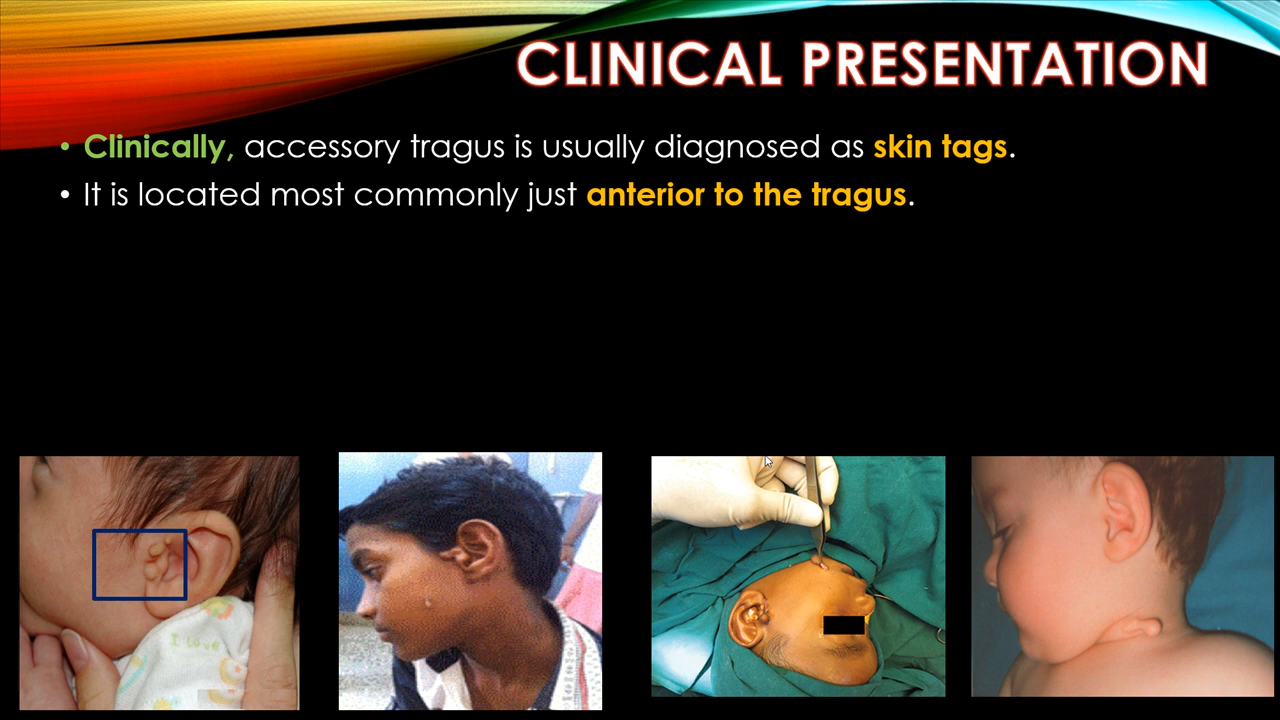 CLINICAL PRESENTATION
• Clinically, accessory tragus is usually diagnosed as skin tags.
• It is located most commonly just anterior to the tragus.
I love